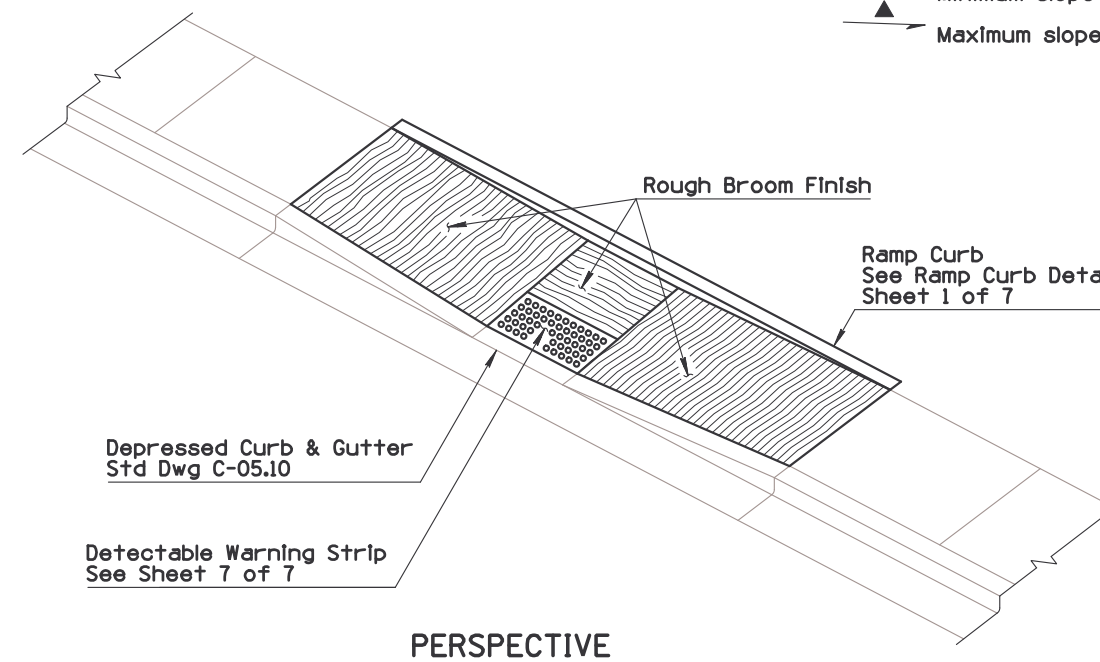 Maximum slope
Rough Broom Finish
Ramp Curb
See Ramp Curb
Sheet 1 of 7
Depressed Curb & Gutter
Std Dwg C-05.10
Detectable Warning Strip
See Sheet 7 of 7
PERSPECTIVE